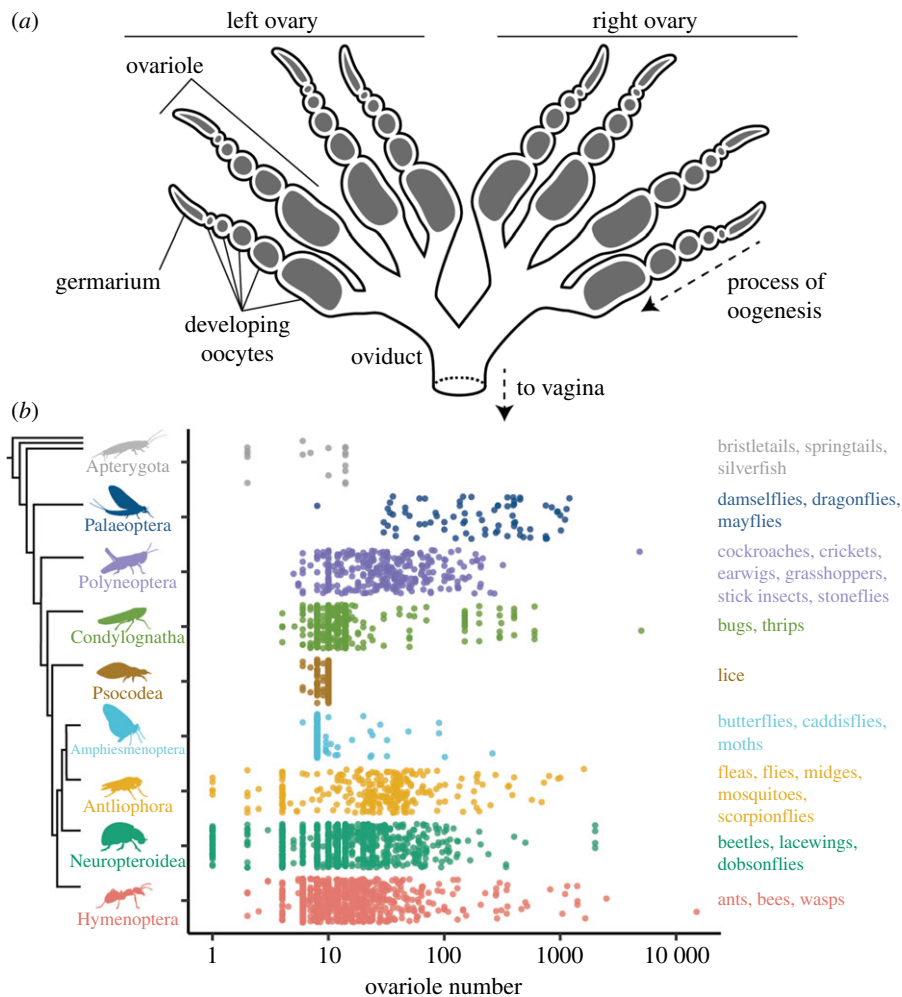 (a)
left ovary
right ovary
ovariole
germarium
developing
oocytes
oviduct
process of
oogenesis
to vagina
(b)
Apterygota
bristletails, springtails,
silverfish
Palaeoptera
damselflies, dragonflies,
mayflies
Polyneoptera
cockroaches, crickets,
earwigs, grasshoppers,
stick insects, stoneflies
Condylognatha
bugs, thrips
Psocodea
lice
Amphiesmenoptera
butterflies, caddisflies,
moths
Antliophora
fleas, flies, midges,
mosquitoes,
scorpionflies
Neuropteroidea
beetles, lacewings,
dobsonflies
Hymenoptera
ants, bees, wasps
1 10 100 1000 10 000
ovariole number